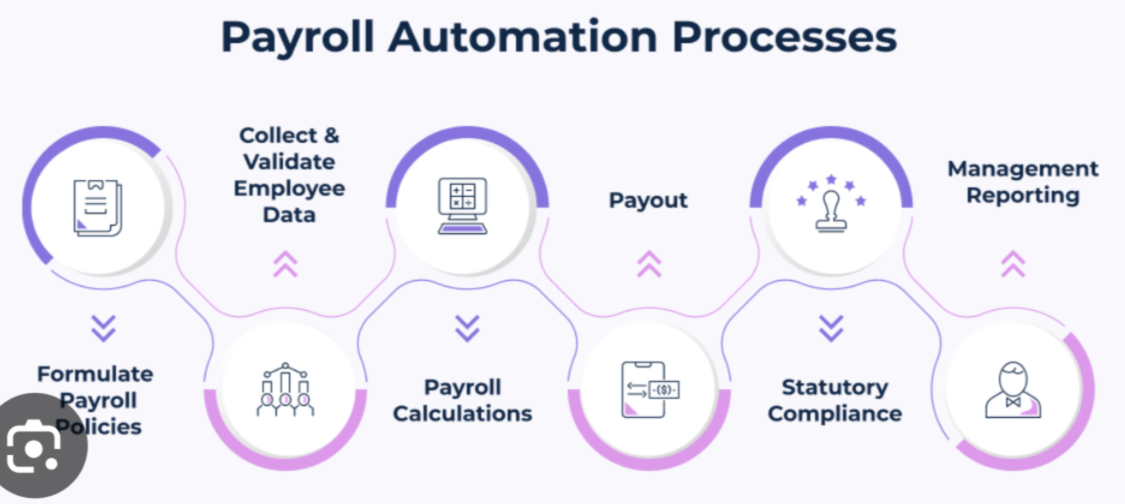 Payroll Automation Processes
Formulate
Payroll
Policies
Collect &
Validate
Employee
Data
Payroll
Calculations
Payout
-($)-
Statutory
Compliance
Management
Reporting